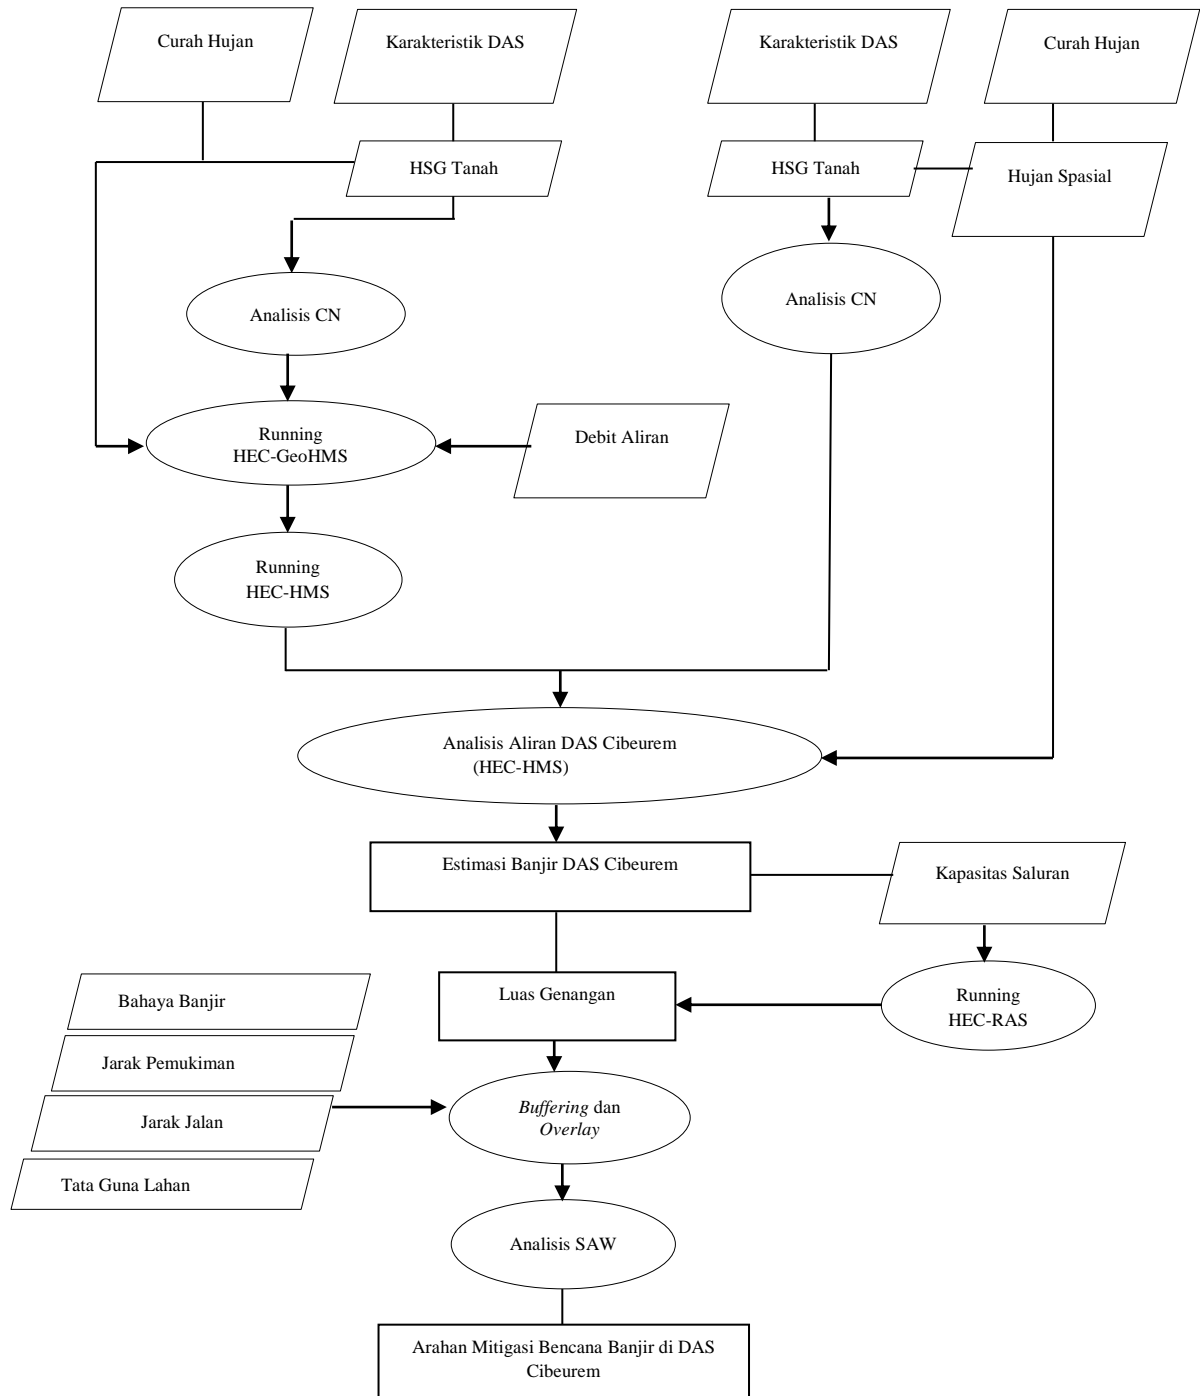 Curah Hujan
Karakteristik DAS
Karakteristik DAS
Curah Hujan
HSG Tanah
HSG Tanah
Hujan Spasial
Analisis CN
Analisis CN
Running
HEC-GeoHMS
Debit Aliran
Running
HEC-HMS
Analisis Aliran DAS Cibeurem
(HEC-HMS)
Estimasi Banjir DAS Cibeurem
Kapasitas Saluran
Luas Genangan
Running
HEC-RAS
Bahaya Banjir
Jarak Pemukiman
Jarak Jalan
Tata Guna Lahan
Buffering dan
Overlay
Analisis SAW
Arahan Mitigasi Bencana Banjir di DAS
Cibeurem